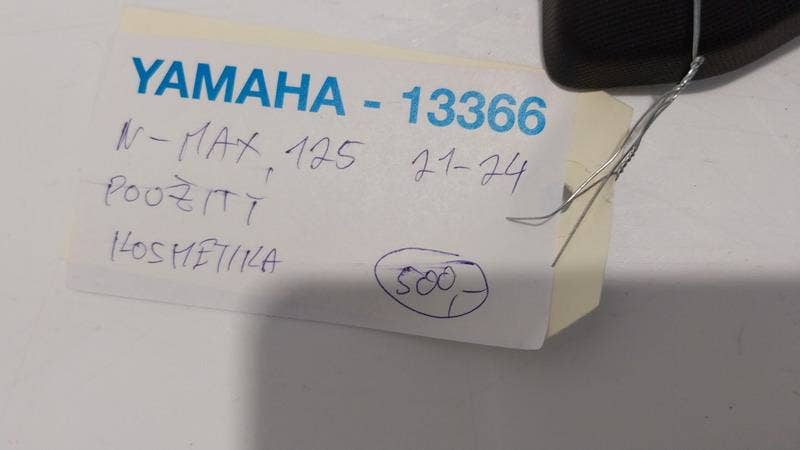 YAMAHA - 13366
N-MAX, 125 21-24
POUŽITÝ
KOSMETIKA
500,-